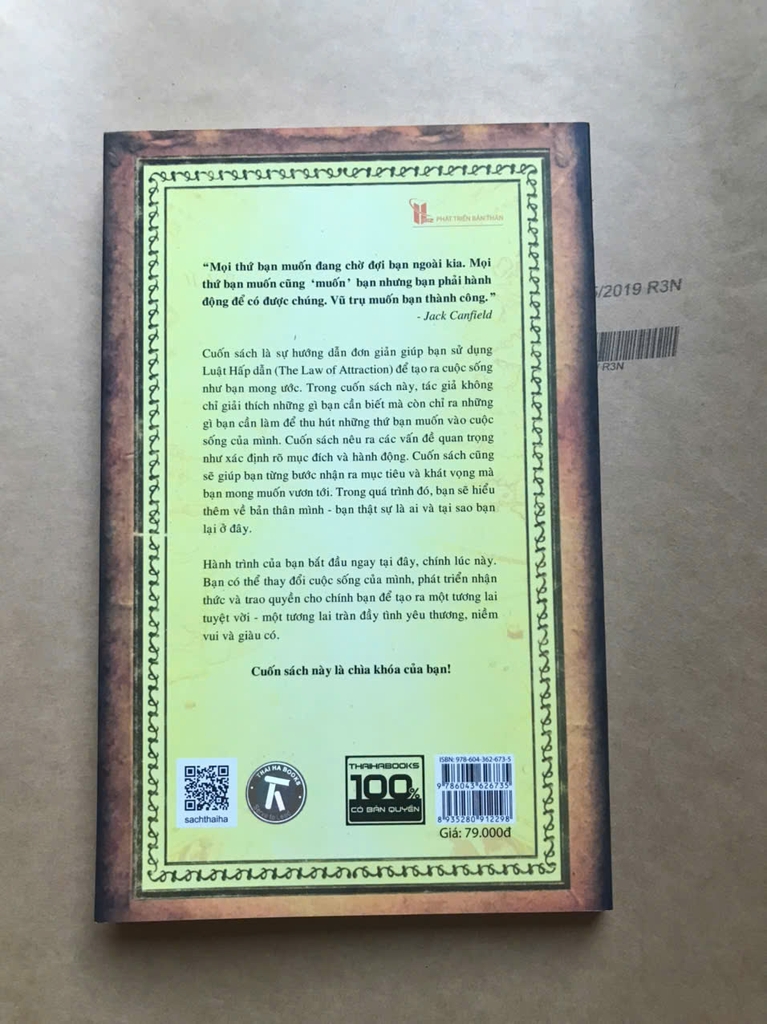 PHÁT TRIỂN BẢN THÂN
“Mọi thứ bạn muốn đang chờ đợi bạn ngoài kia. Mọi
thứ bạn muốn cũng ‘muốn’ bạn nhưng bạn phải hành
động để có được chúng. Vũ trụ muốn bạn thành công.”
- Jack Canfield
Cuốn sách là sự hướng dẫn đơn giản giúp bạn sử dụng
Luật Hấp dẫn (The Law of Attraction) để tạo ra cuộc sống
như bạn mong ước. Trong cuốn sách này, tác giả không
chỉ giải thích những gì bạn cần biết mà còn chỉ ra những
gì bạn cần làm để thu hút những thứ bạn muốn vào cuộc
sống của mình. Cuốn sách nêu ra các vấn đề quan trọng
như xác định rõ mục đích và hành động. Cuốn sách cũng
sẽ giúp bạn từng bước nhận ra mục tiêu và khát vọng mà
bạn mong muốn vươn tới. Trong quá trình đó, bạn sẽ hiểu
thêm về bản thân mình - bạn thật sự là ai và tại sao bạn
lại ở đây.
Hành trình của bạn bắt đầu ngay tại đây, chính lúc này.
Bạn có thể thay đổi cuộc sống của mình, phát triển nhận
thức và trao quyền cho chính bạn để tạo ra một tương lai
tuyệt vời - một tương lai tràn đầy tình yêu thương, niềm
vui và giàu có.
Cuốn sách này là chìa khóa của bạn!
sachthaiha
THAI HA BOOKS
THAIHABOOKS
100%
CÓ BẢN QUYỀN
ISBN: 978-604-362-673-5
9 786043 626735
8 935280 912298
Giá: 79.000đ
/2019 R3N
R3N